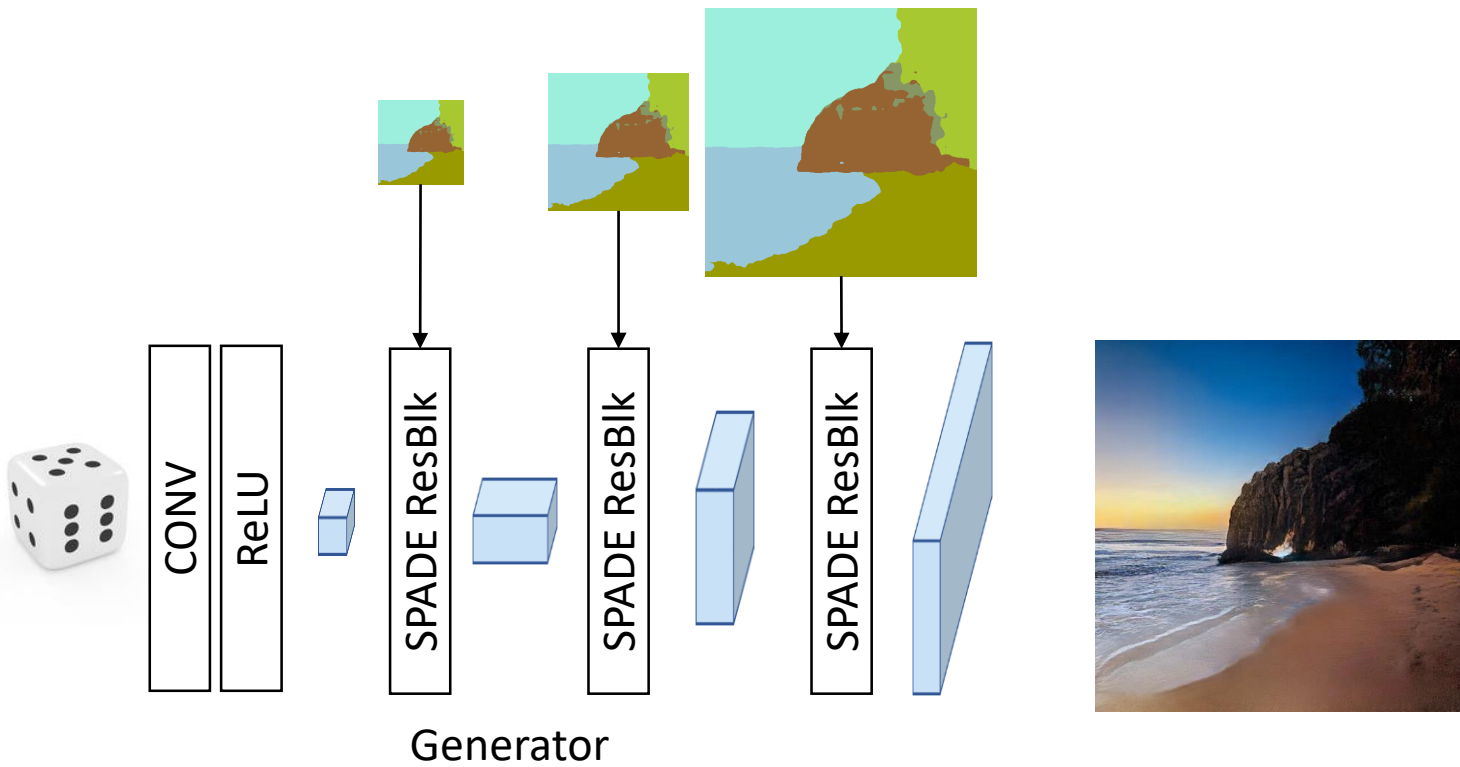 CONV
ReLU
SPADE ResBlk
SPADE ResBlk
SPADE ResBlk
Generator